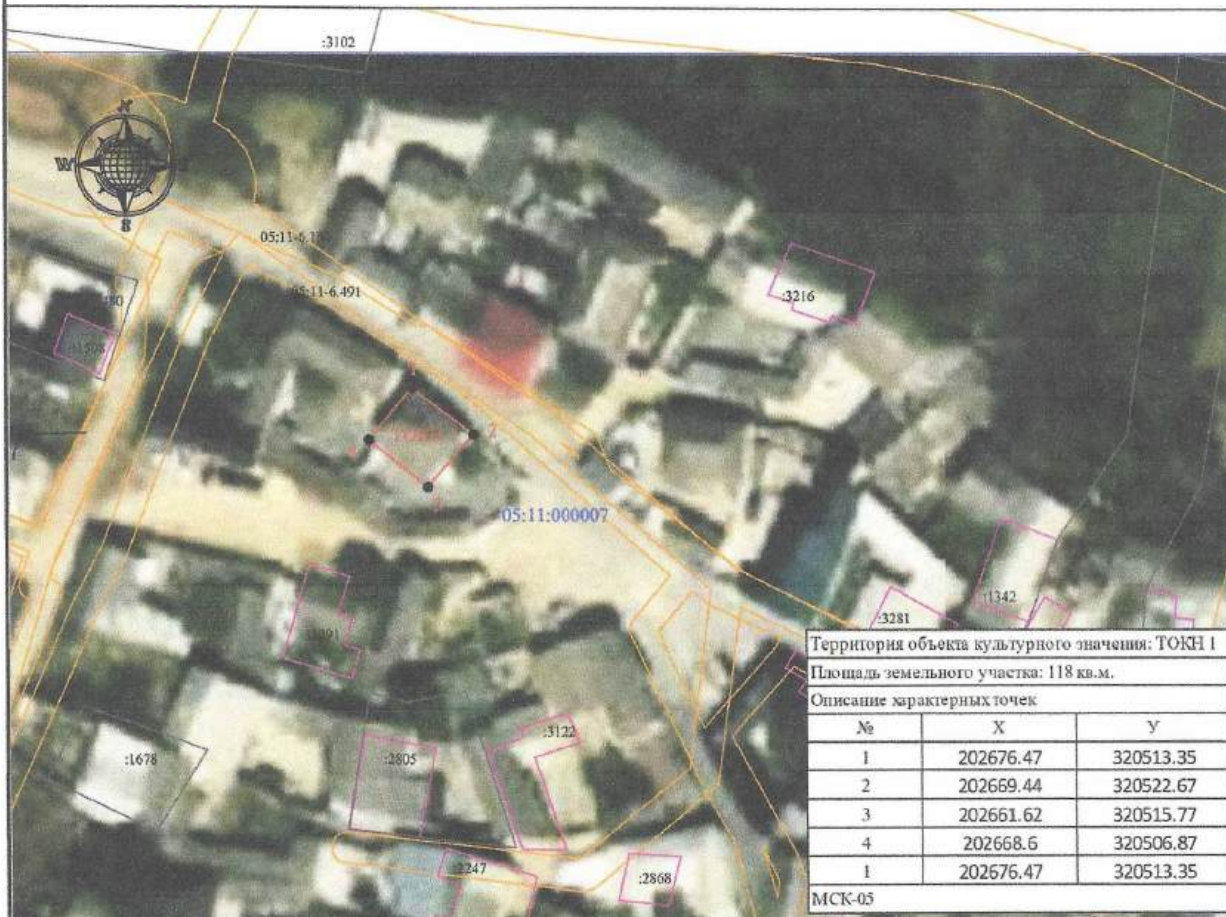 :3102
N
W
05:11-6.491
:3216
1
2
05:11:000007
:1342
:3281
:1678
:2805
:3122
:2247
:2868
Территория объекта культурного значения: ТОКН 1
Площадь земельного участка: 118 кв.м.
Описание характерных точек
№ X У
1 202676.47 320513.35
2 202669.44 320522.67
3 202661.62 320515.77
4 202668.6 320506.87
1 202676.47 320513.35
МСК-05